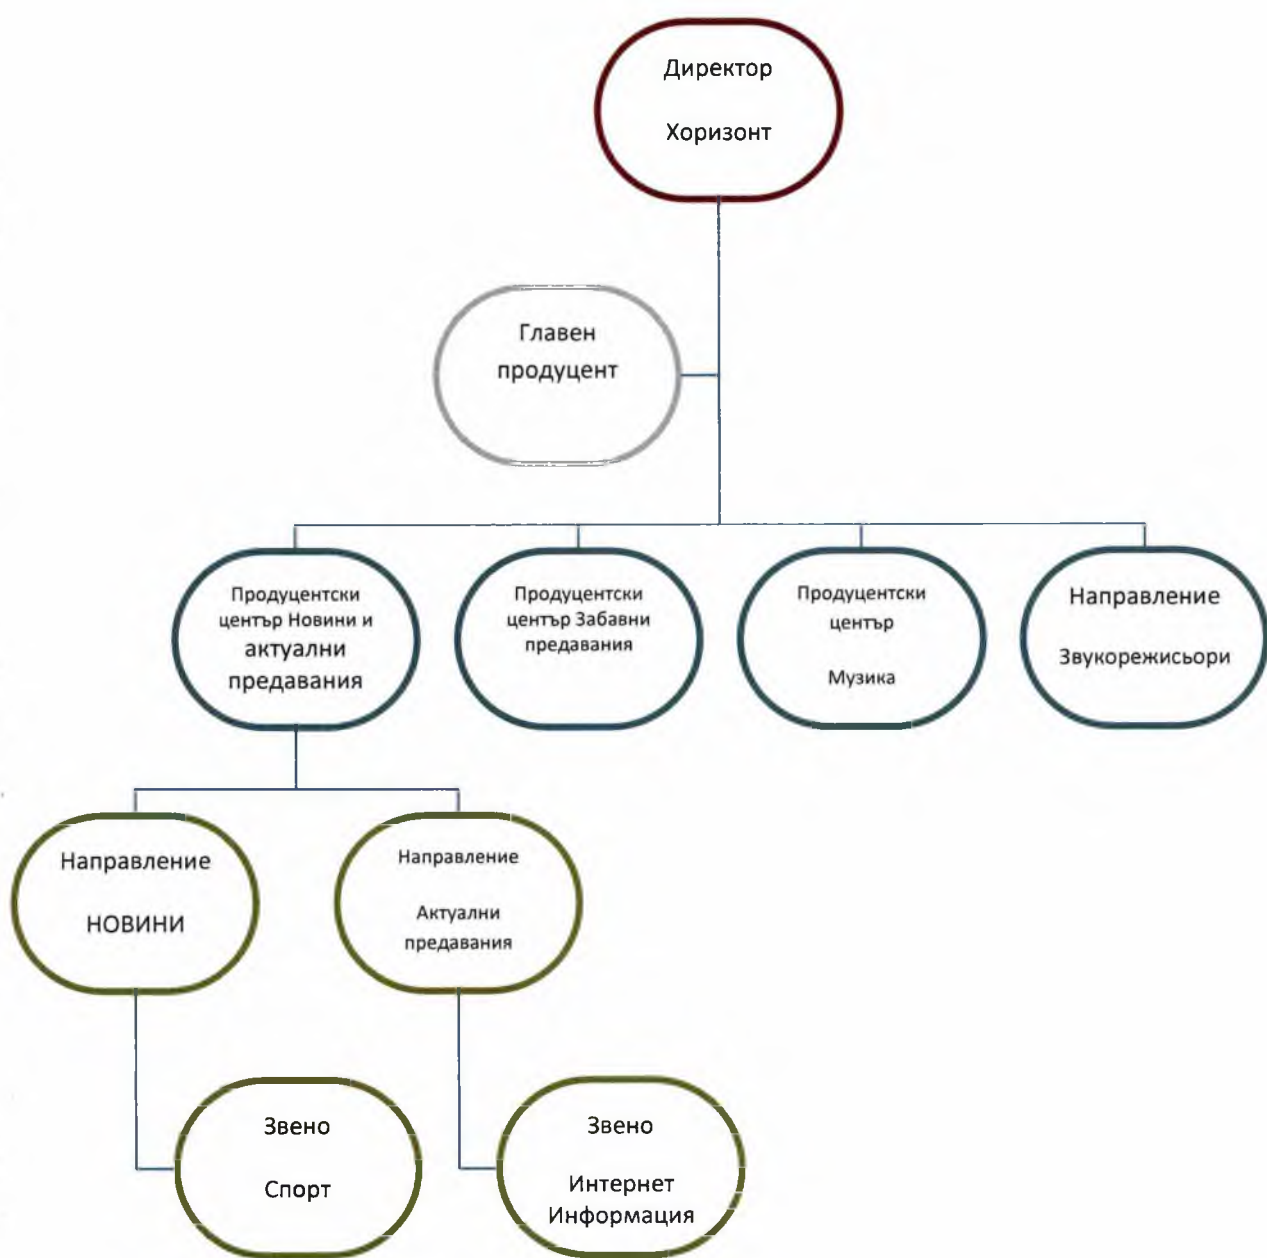 Директор
Хоризонт
Главен
продуцент
Продуцентски
център Новини и
актуални
предавания
Продуцентски
център Забавни
предавания
Продуцентски
център
Музика
Направление
Звукорежисьори
Направление
НОВИНИ
Направление
Актуални
предавания
Звено
Спорт
Звено
Интернет
Информация